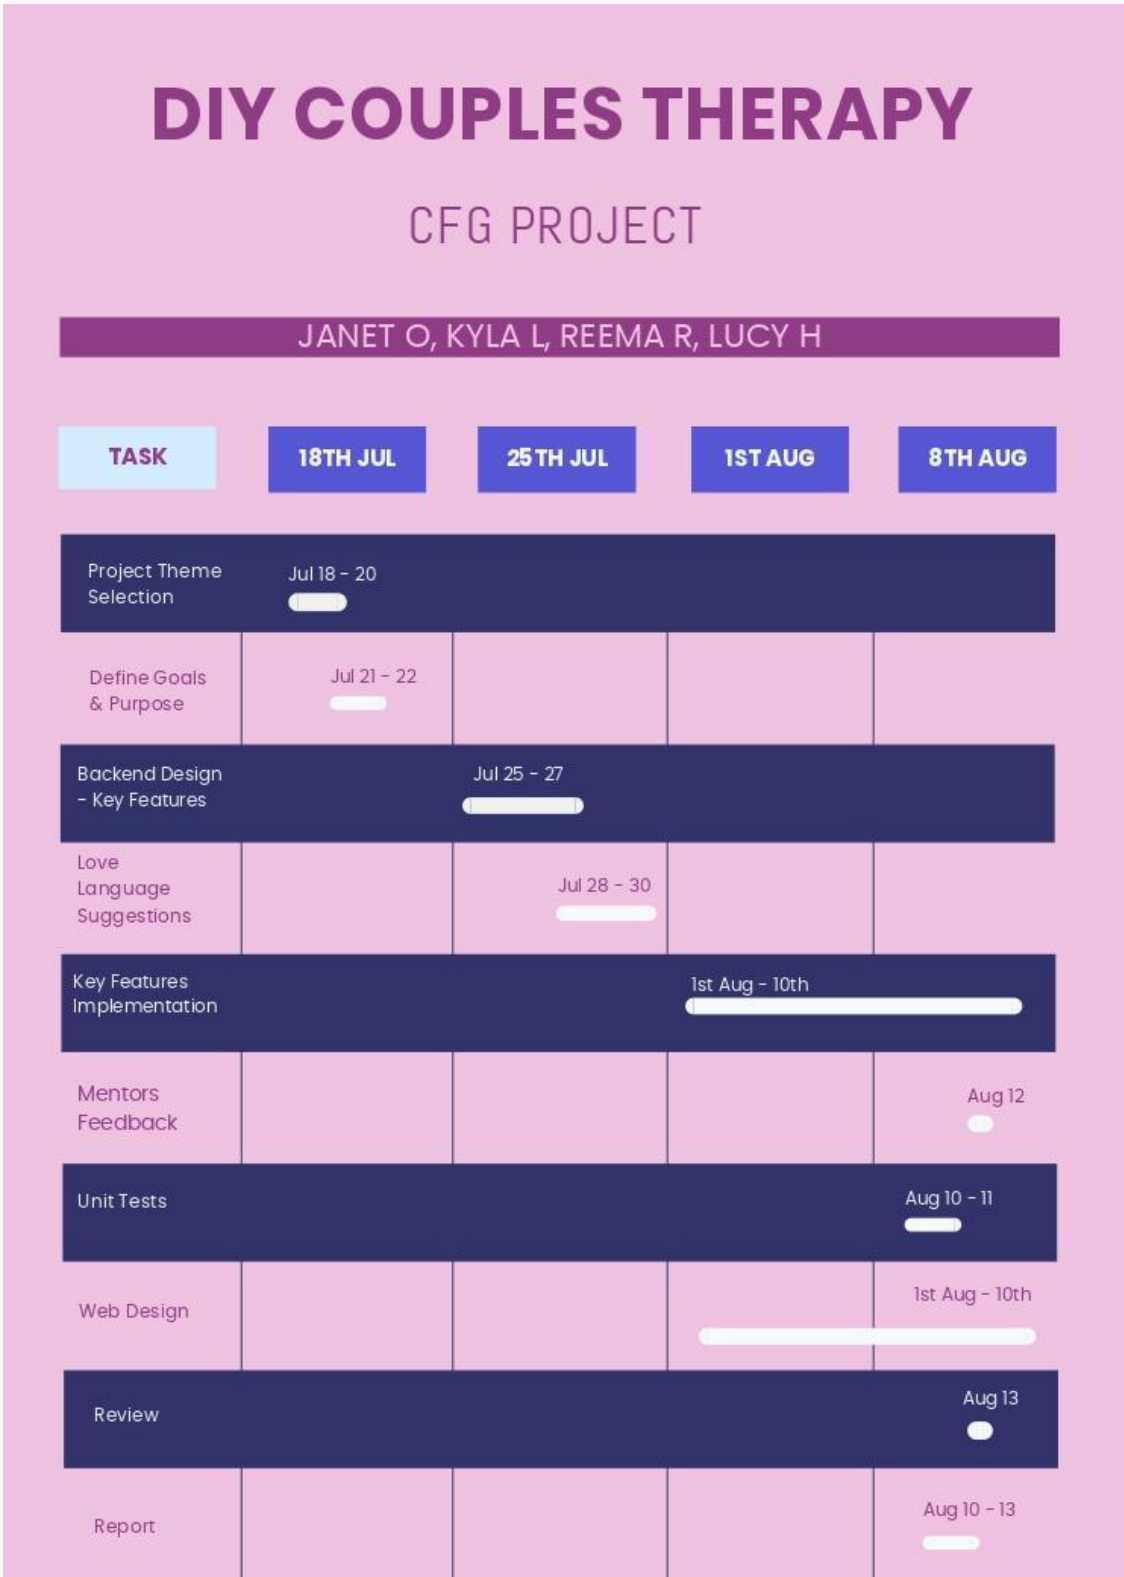 DIY COUPLES THERAPY
CFG PROJECT
JANET O, KYLA L, REEMA R, LUCY H
TASK
18TH JUL
25TH JUL
1ST AUG
8TH AUG
Project Theme
Selection
Jul 18 - 20
Define Goals
& Purpose
Jul 21 - 22
Backend Design
- Key Features
Jul 25 - 27
Love
Language
Suggestions
Jul 28 - 30
Key Features
Implementation
1st Aug - 10th
Mentors
Feedback
Aug 12
Unit Tests
Aug 10 - 11
Web Design
1st Aug - 10th
Review
Aug 13
Report
Aug 10 - 13